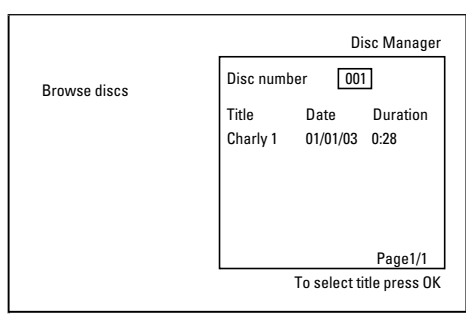 Disc Manager
Browse discs
Disc number 001
Title Date Duration
Charly 1 01/01/03 0:28
Page1/1
To select title press OK